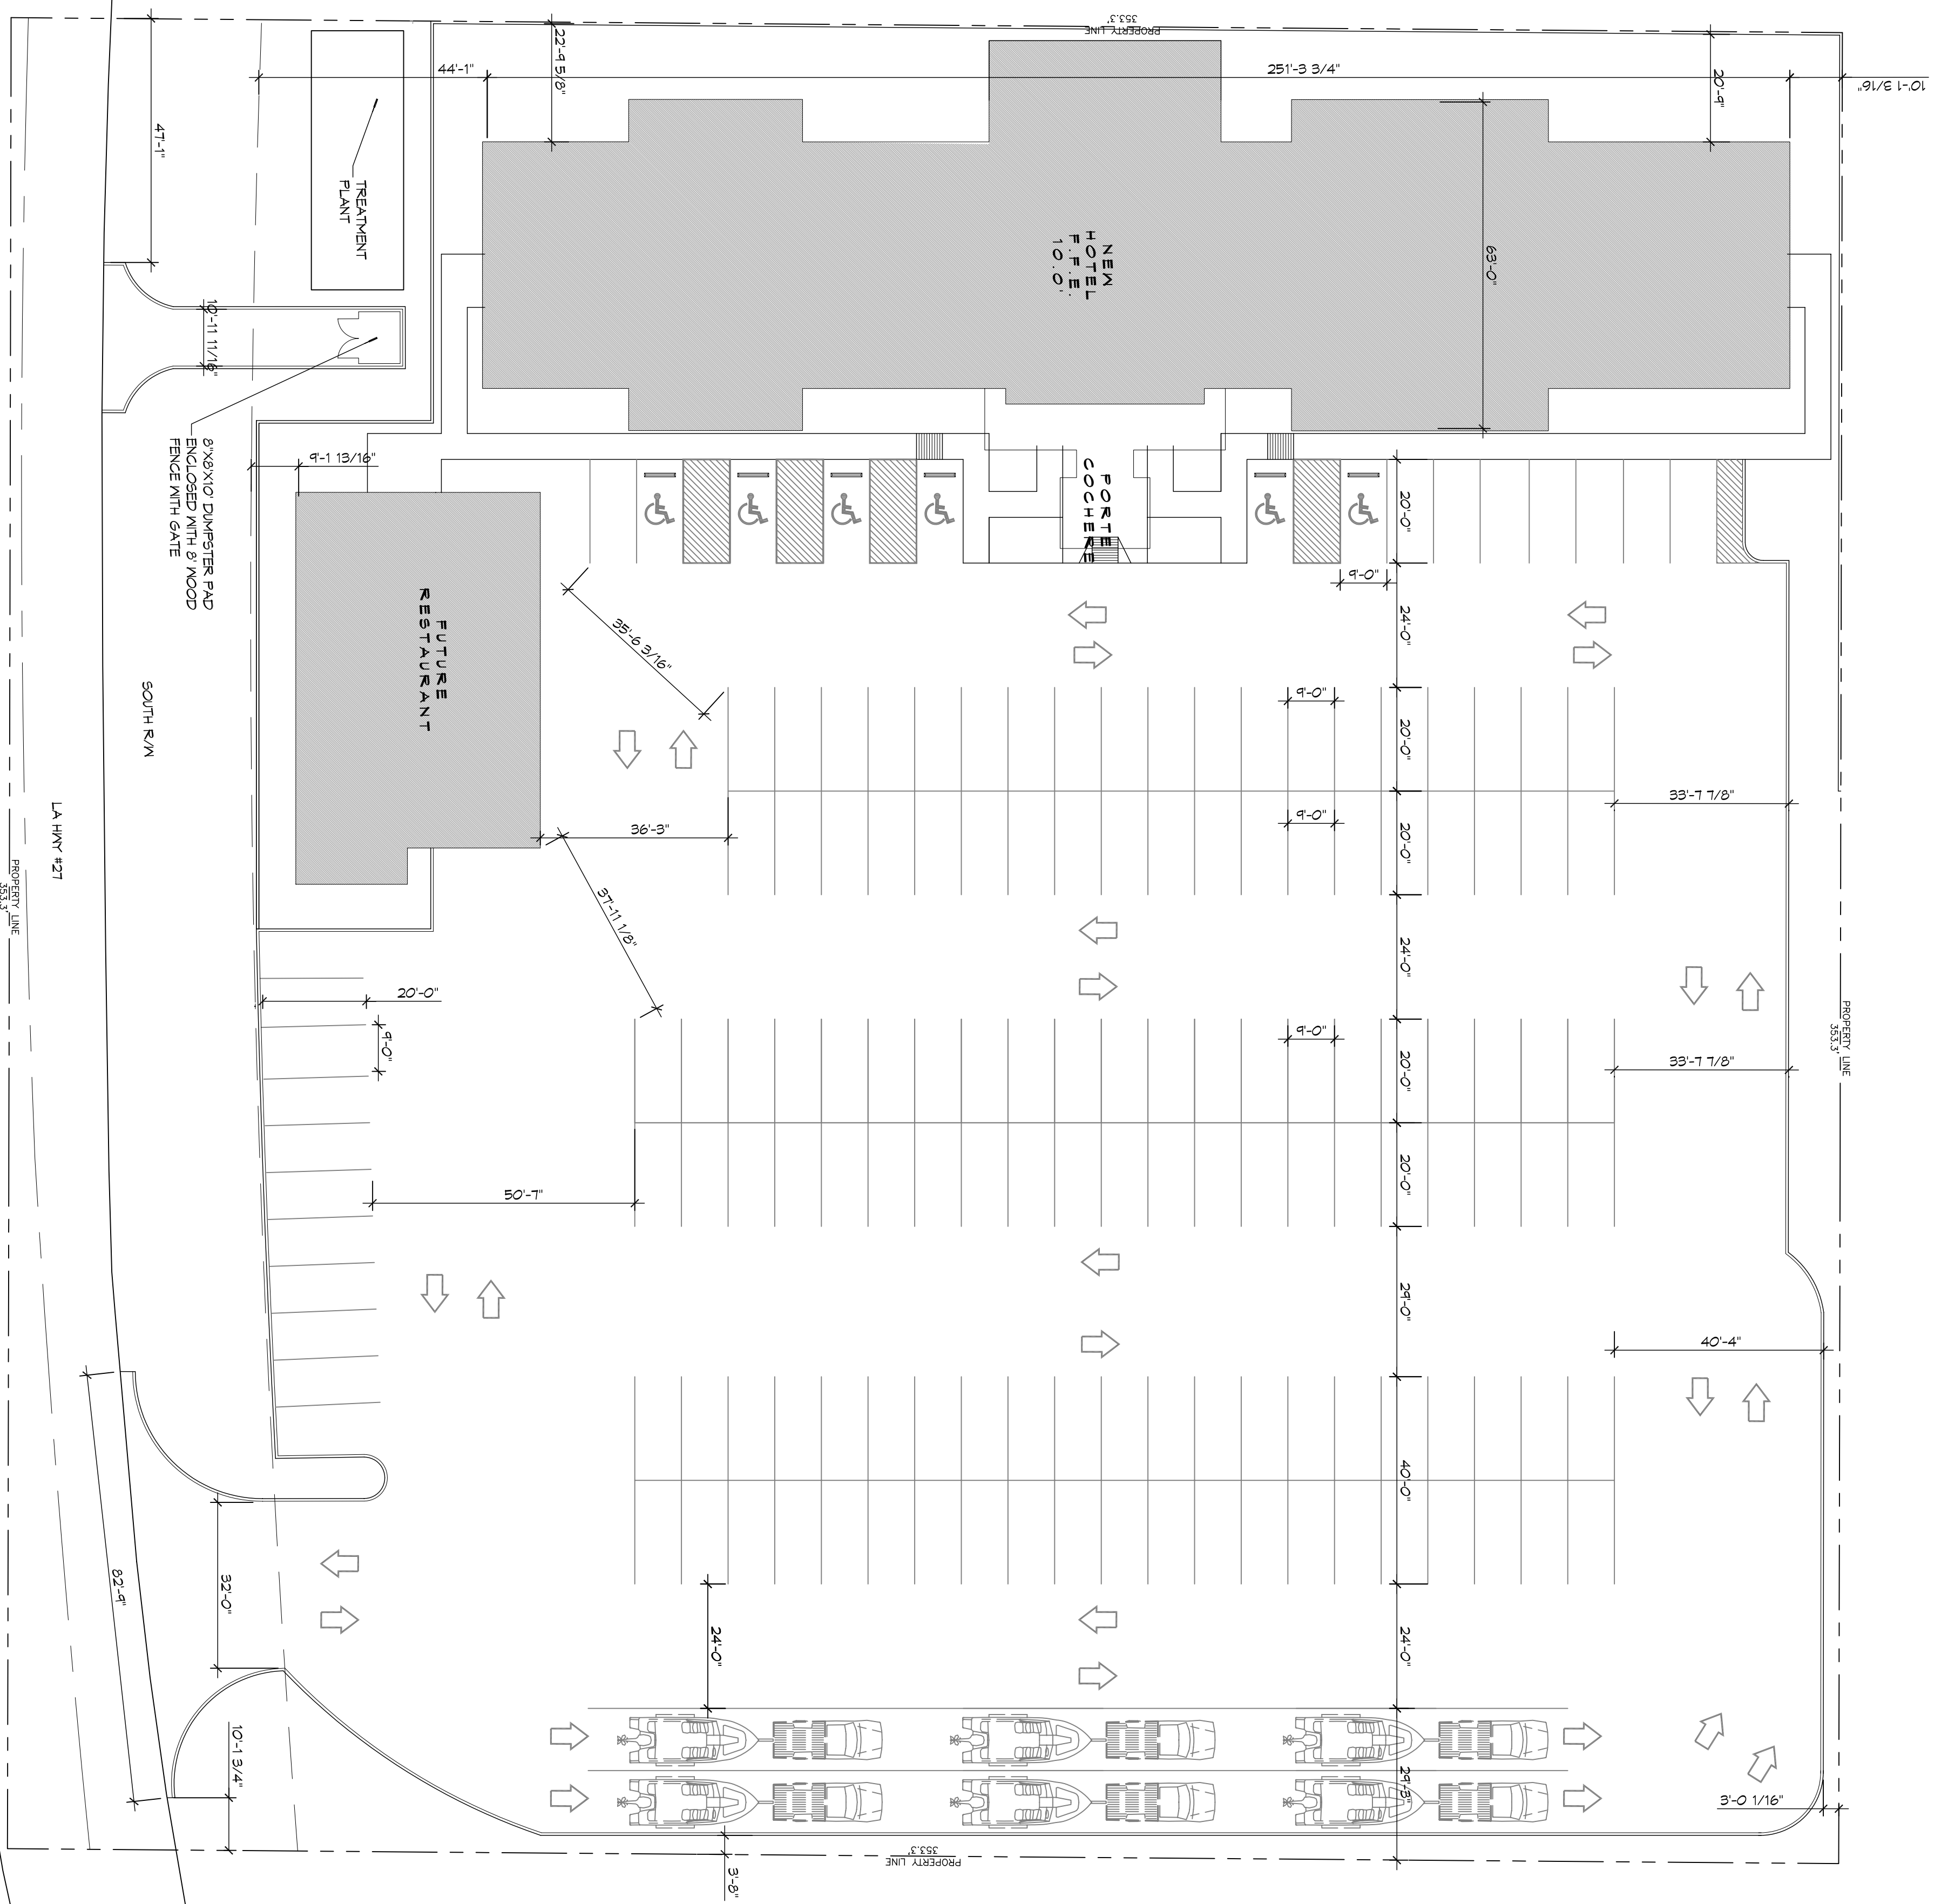 353.3'
PROPERTY LINE
22'-9 5/8"
44'-1"
251'-3 3/4"
20'-9"
10'-1 3/16"
47'-1"
TREATMENT
PLANT
NEW
HOTEL
F.F.E.
10.0'
63'-0"
10'-11 11/16"
8"X8'X10' DUMPSTER PAD
ENCLOSED WITH 8' WOOD
FENCE WITH GATE
9'-1 13/16"
PORTE
COCHERE
20'-0"
9'-0"
24'-0"
35'-6 3/16"
FUTURE
RESTAURANT
SOUTH R/W
LA HWY #27
PROPERTY LINE
353.3'
9'-0"
20'-0"
9'-0"
20'-0"
33'-7 7/8"
36'-3"
37'-11 1/8"
24'-0"
20'-0"
9'-0"
9'-0"
20'-0"
33'-7 7/8"
PROPERTY LINE
353.3'
20'-0"
50'-7"
29'-0"
40'-4"
40'-0"
82'-9"
32'-0"
24'-0"
24'-0"
10'-1 3/4"
29'-3"
3'-0 1/16"
353.3'
PROPERTY LINE
3'-8"